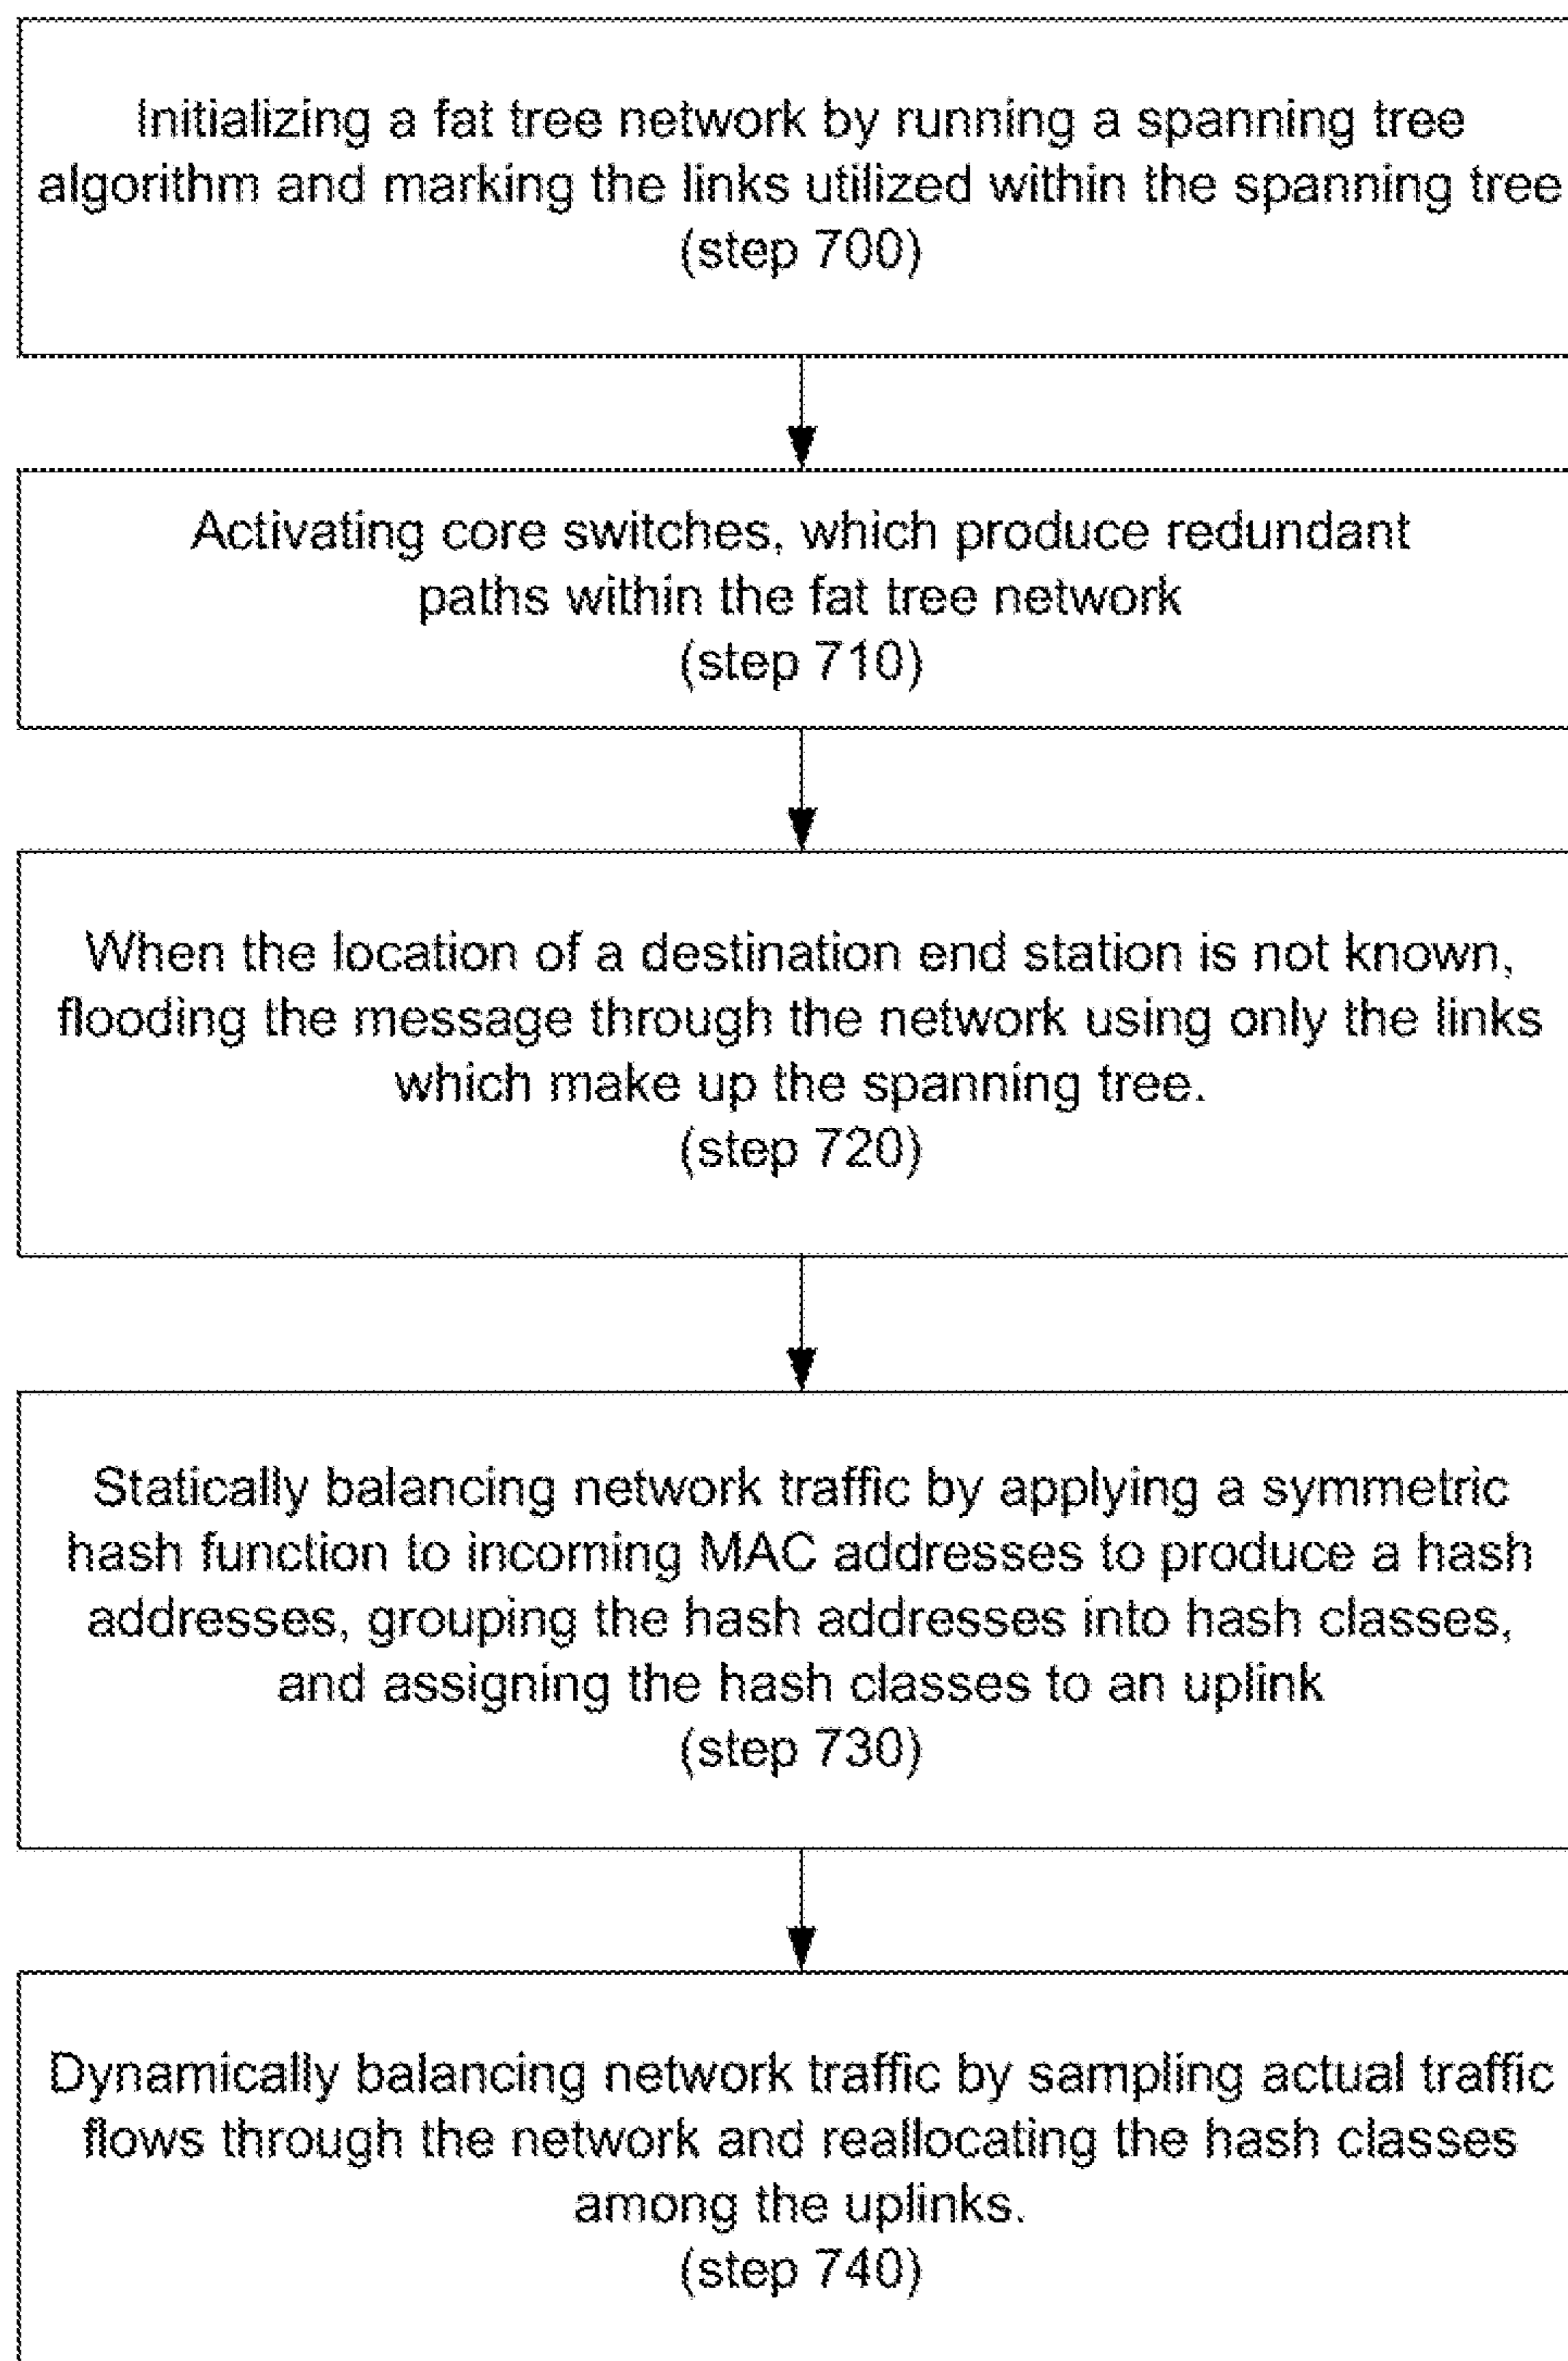 Initializing a fat tree network by running a spanning tree
algorithm and marking the links utilized within the spanning tree
(step 700)
Activating core switches, which produce redundant
paths within the fat tree network
(step 710)
When the location of a destination end station is not known,
flooding the message through the network using only the links
which make up the spanning tree.
(step 720)
Statically balancing network traffic by applying a symmetric
hash function to incoming MAC addresses to produce a hash
addresses, grouping the hash addresses into hash classes,
and assigning the hash classes to an uplink
(step 730)
Dynamically balancing network traffic by sampling actual traffic
flows through the network and reallocating the hash classes
among the uplinks.
(step 740)